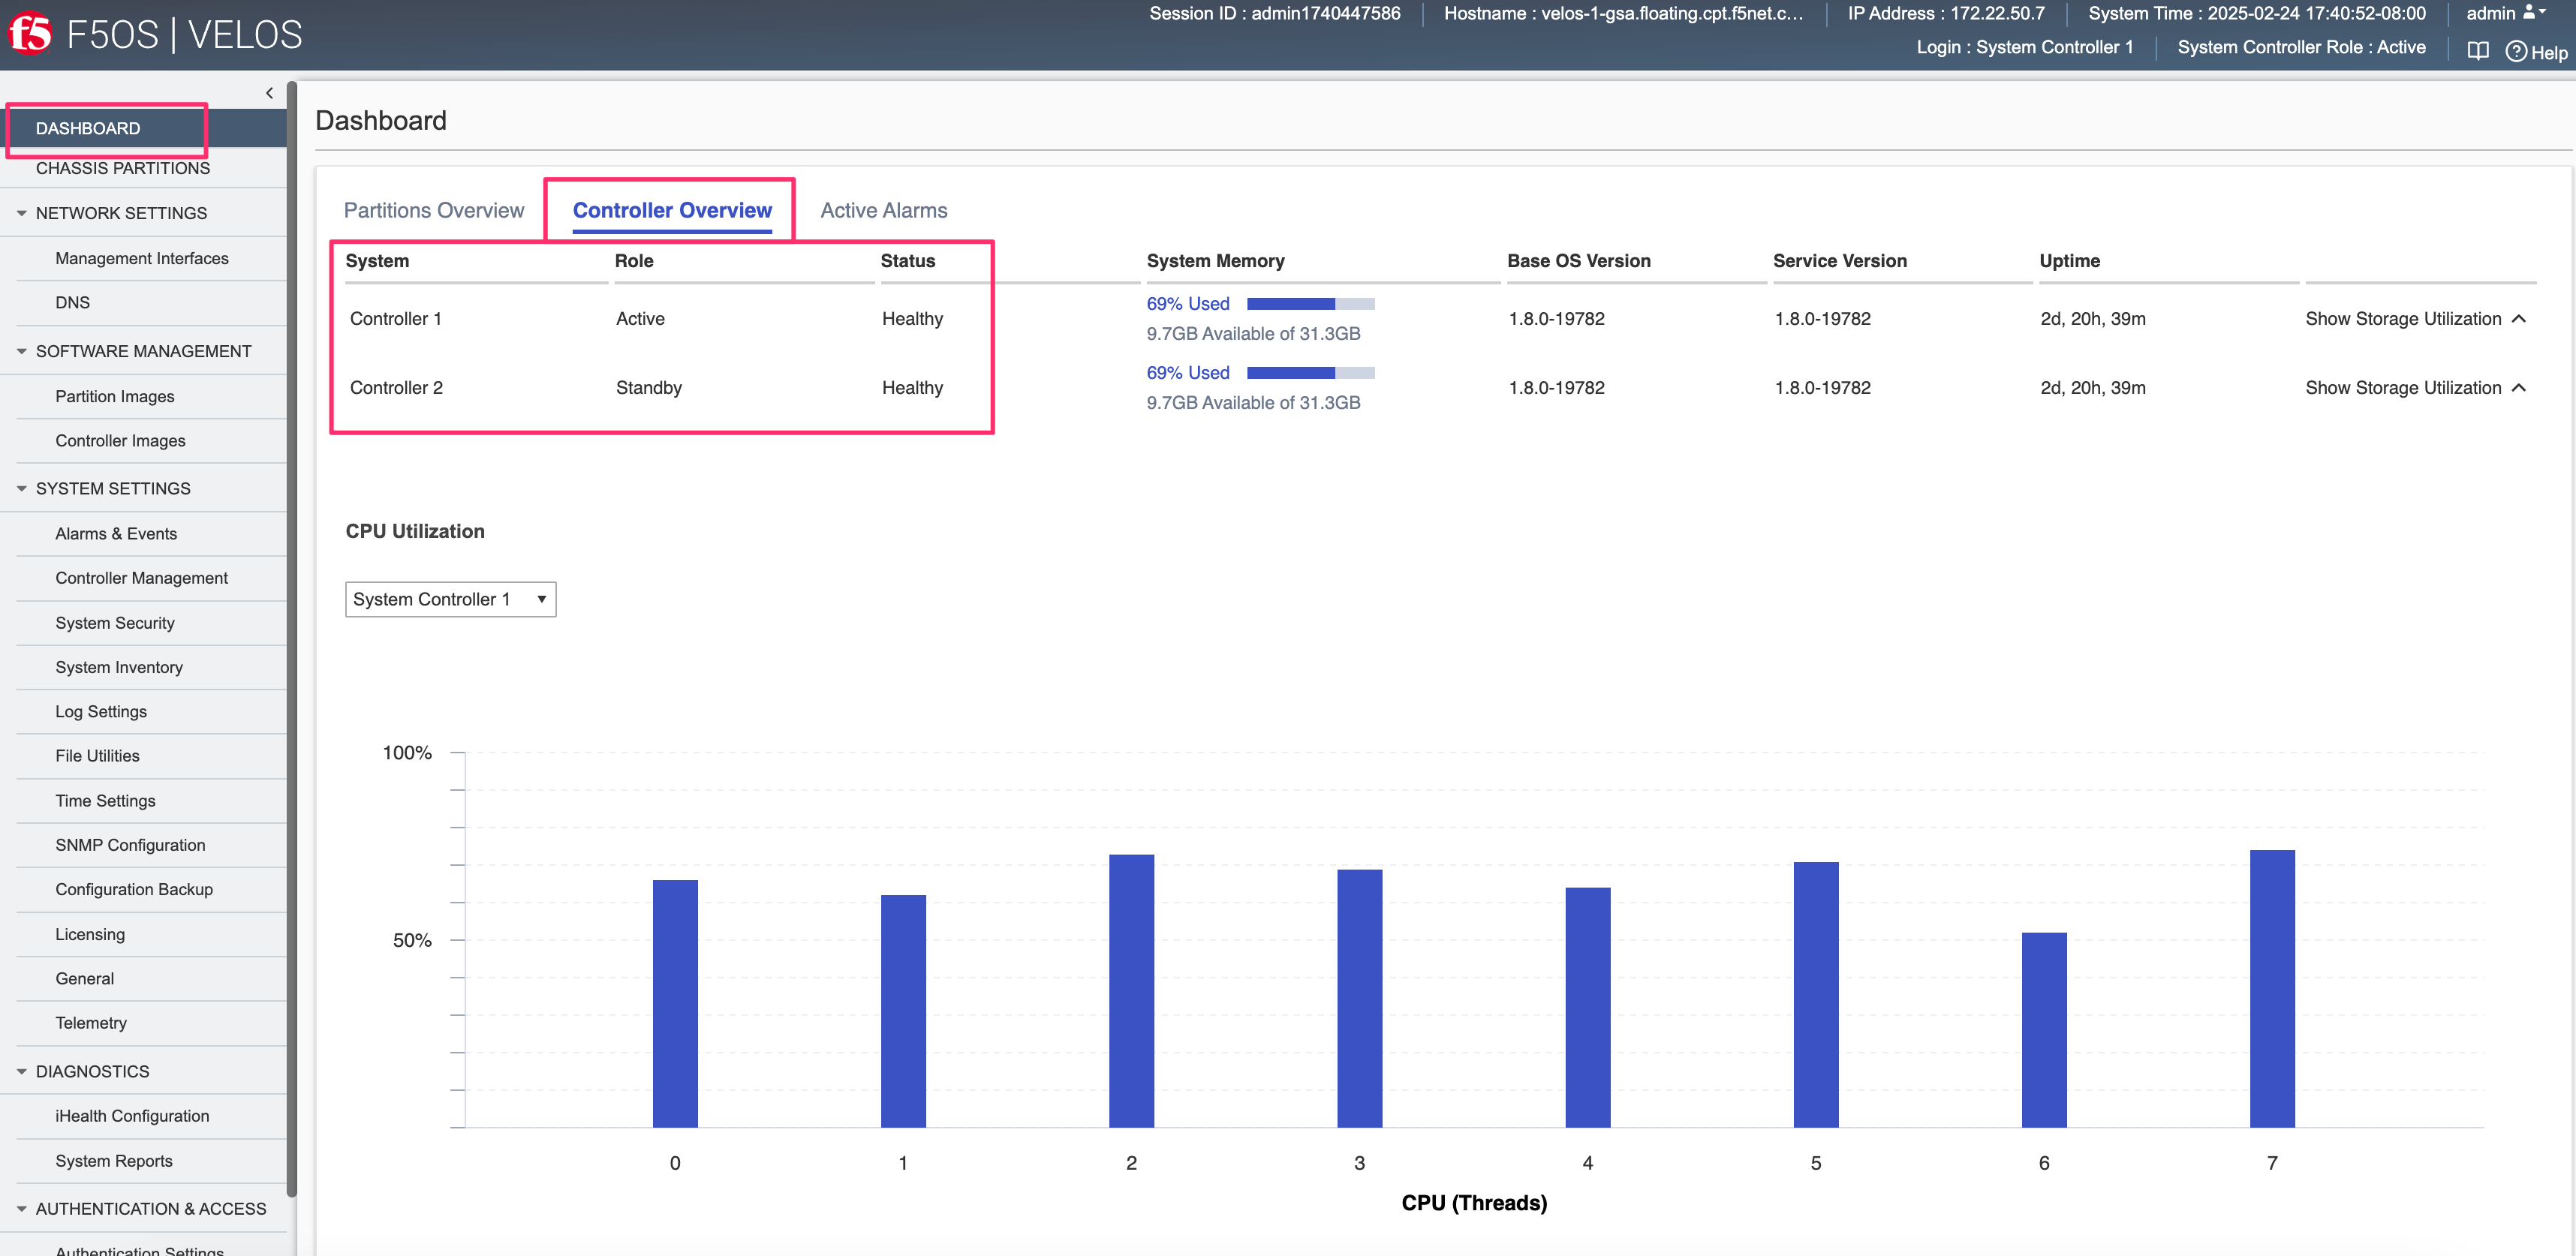 Session ID : admin1740447586 Hostname : velos-1-gsa.floating.cpt.f5net.c... IP Address : 172.22.50.7 System Time : 2025-02-24 17:40:52-08:00 admin
f5 F5OS | VELOS
Login : System Controller 1 System Controller Role : Active Help
DASHBOARD
CHASSIS PARTITIONS
NETWORK SETTINGS
Management Interfaces
DNS
SOFTWARE MANAGEMENT
Partition Images
Controller Images
SYSTEM SETTINGS
Alarms & Events
Controller Management
System Security
System Inventory
Log Settings
File Utilities
Time Settings
SNMP Configuration
Configuration Backup
Licensing
General
Telemetry
DIAGNOSTICS
iHealth Configuration
System Reports
AUTHENTICATION & ACCESS
Authentication Settings
Dashboard
Partitions Overview Controller Overview Active Alarms
System Role Status System Memory Base OS Version Service Version Uptime
69% Used
Controller 1 Active Healthy 1.8.0-19782 1.8.0-19782 2d, 20h, 39m Show Storage Utilization
9.7GB Available of 31.3GB
69% Used
Controller 2 Standby Healthy 1.8.0-19782 1.8.0-19782 2d, 20h, 39m Show Storage Utilization
9.7GB Available of 31.3GB
CPU Utilization
System Controller 1
100%
50%
0 1 2 3 4 5 6 7
CPU (Threads)